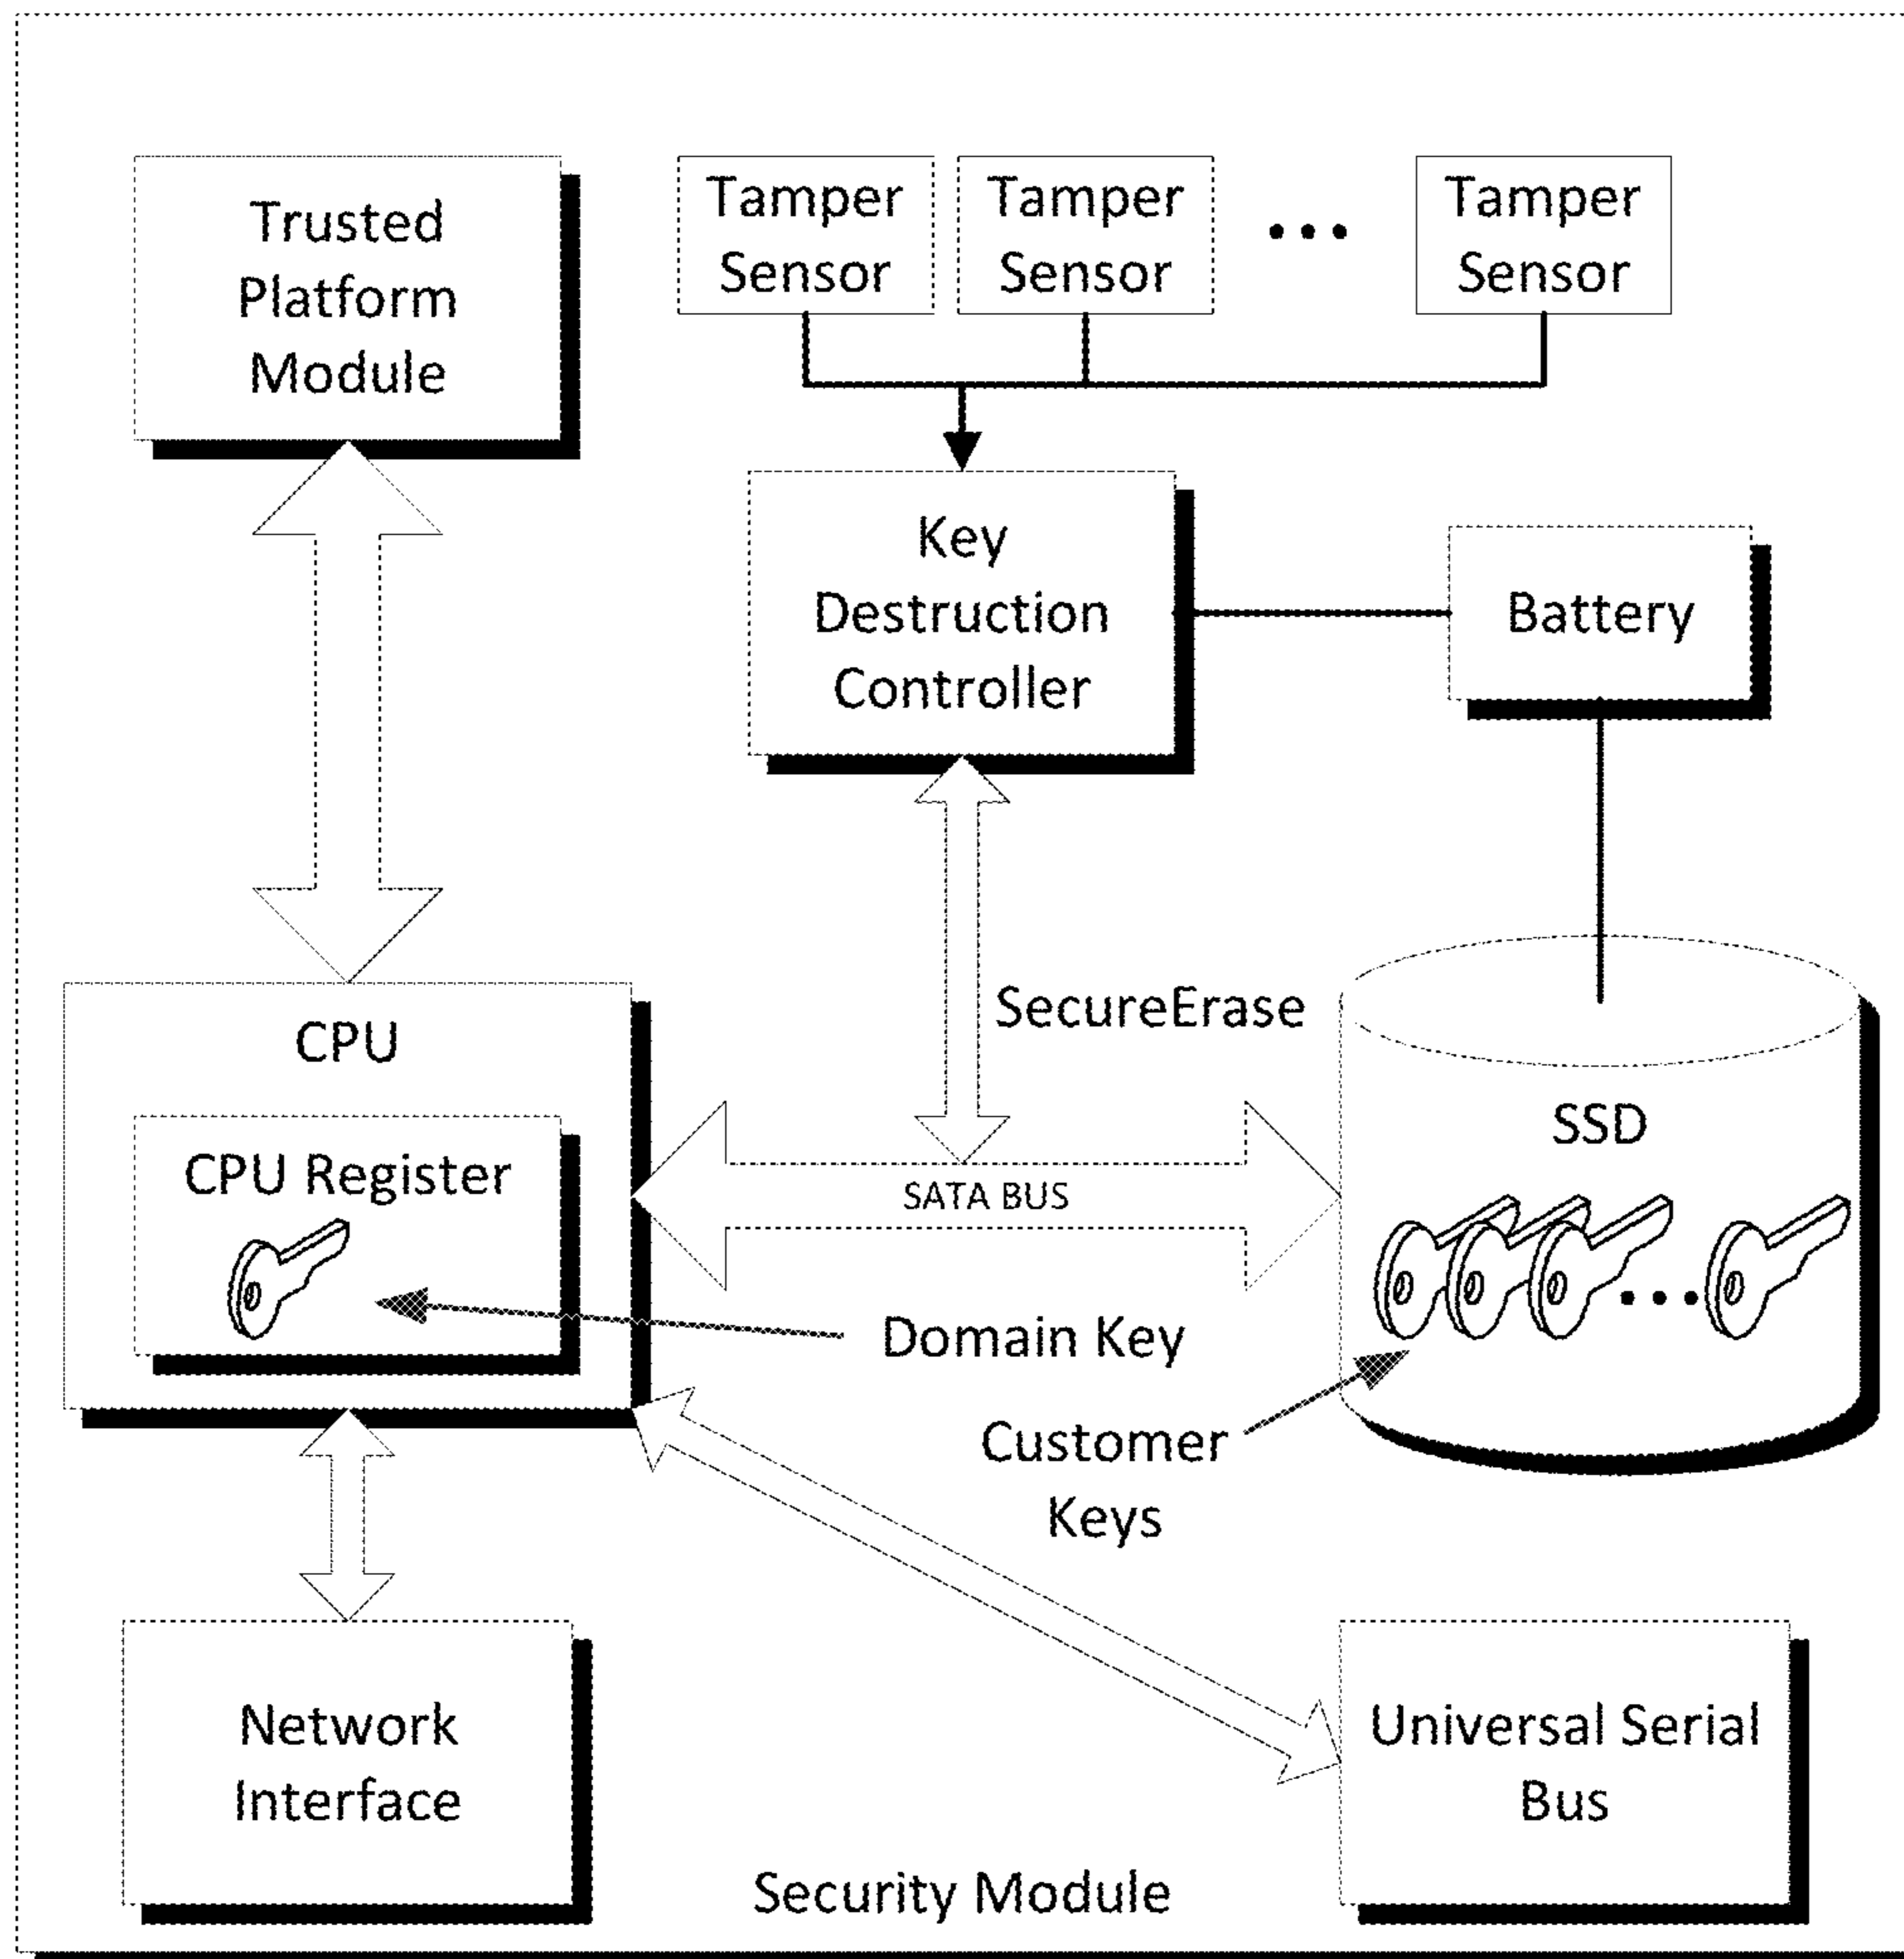 Trusted
Platform
Module
Tamper
Sensor
Tamper
Sensor
...
Tamper
Sensor
Key
Destruction
Controller
Battery
SecureErase
CPU
CPU Register
SATA BUS
SSD
...
Domain Key
Customer
Keys
Network
Interface
Universal Serial
Bus
Security Module